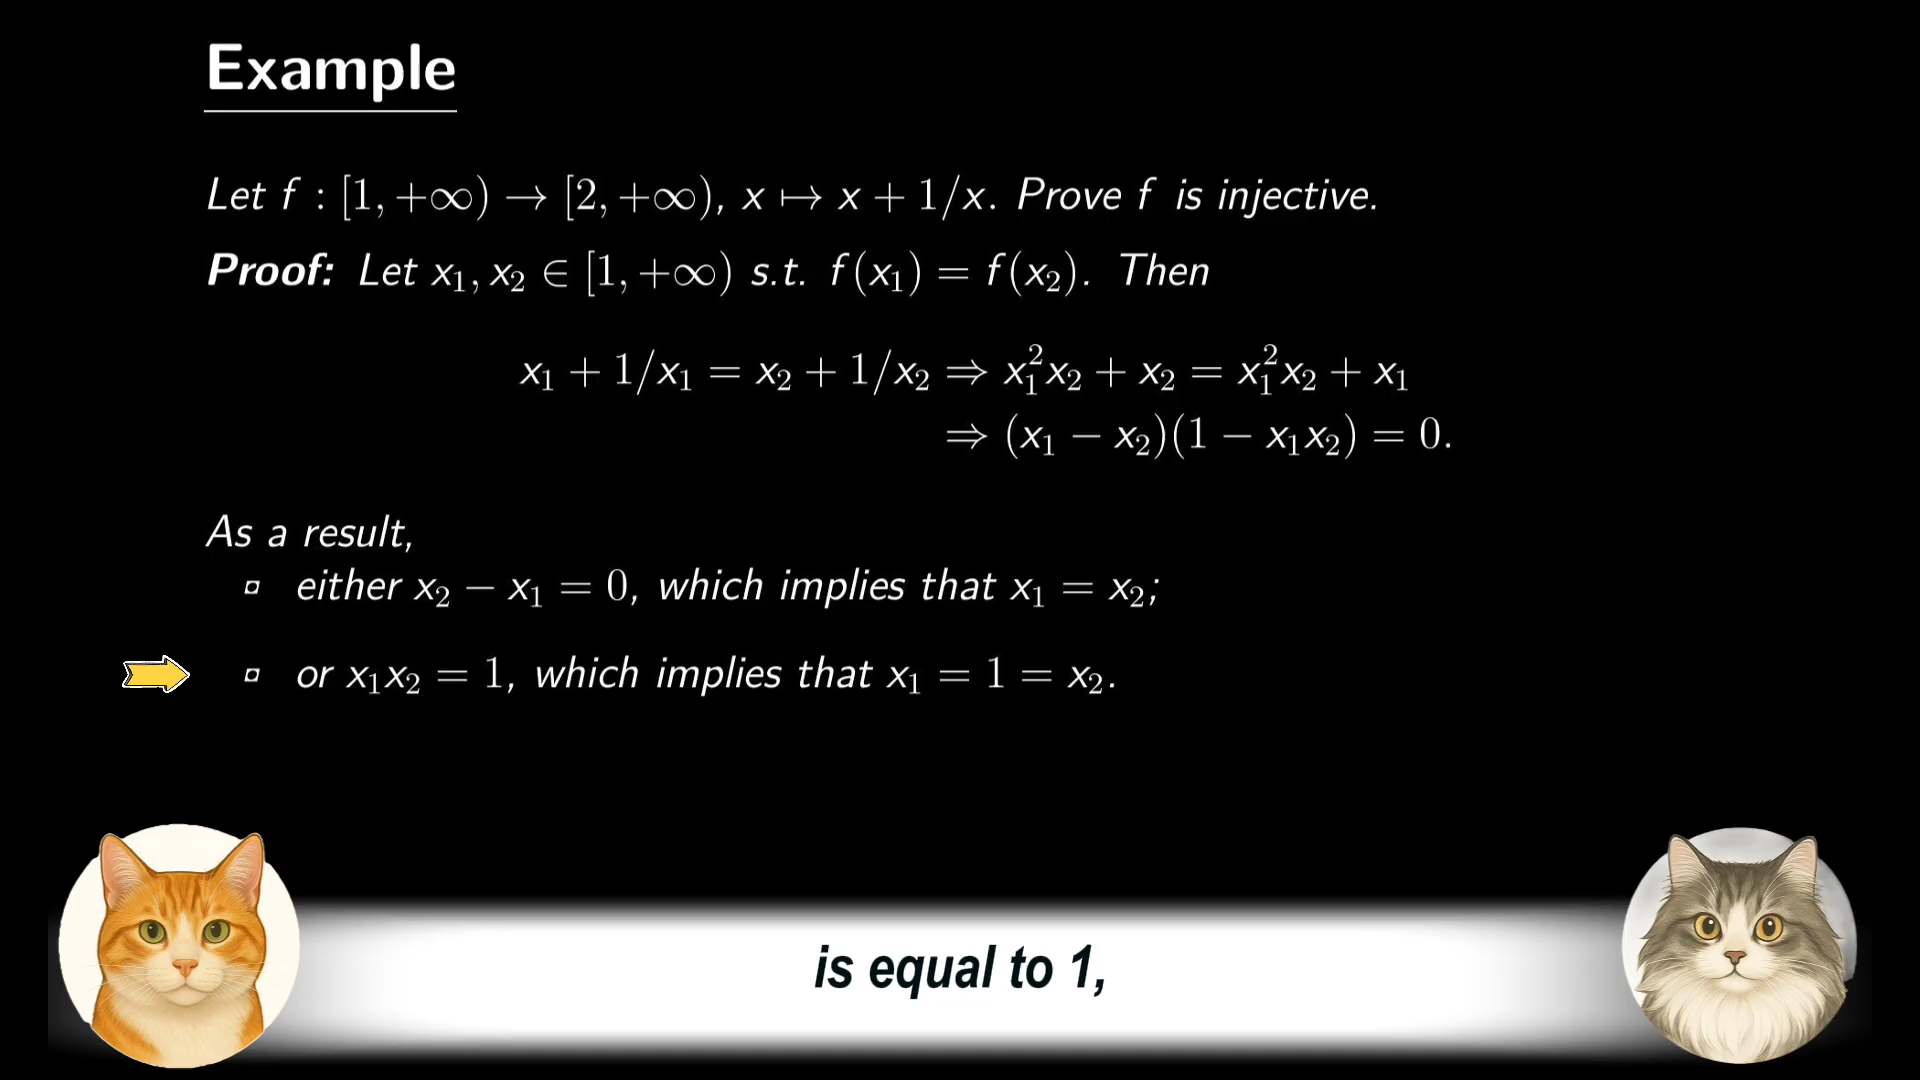 Example
Let f : [1, +∞) → [2, +∞), x ↦ x + 1/x. Prove f is injective.
Proof: Let x₁, x₂ ∈ [1, +∞) s.t. f(x₁) = f(x₂). Then
x₁ + 1/x₁ = x₂ + 1/x₂ ⇒ x₁²x₂ + x₂ = x₁²x₂ + x₁
⇒ (x₁ − x₂)(1 − x₁x₂) = 0.
As a result,
▫ either x₂ − x₁ = 0, which implies that x₁ = x₂;
▫ or x₁x₂ = 1, which implies that x₁ = 1 = x₂.
is equal to 1,